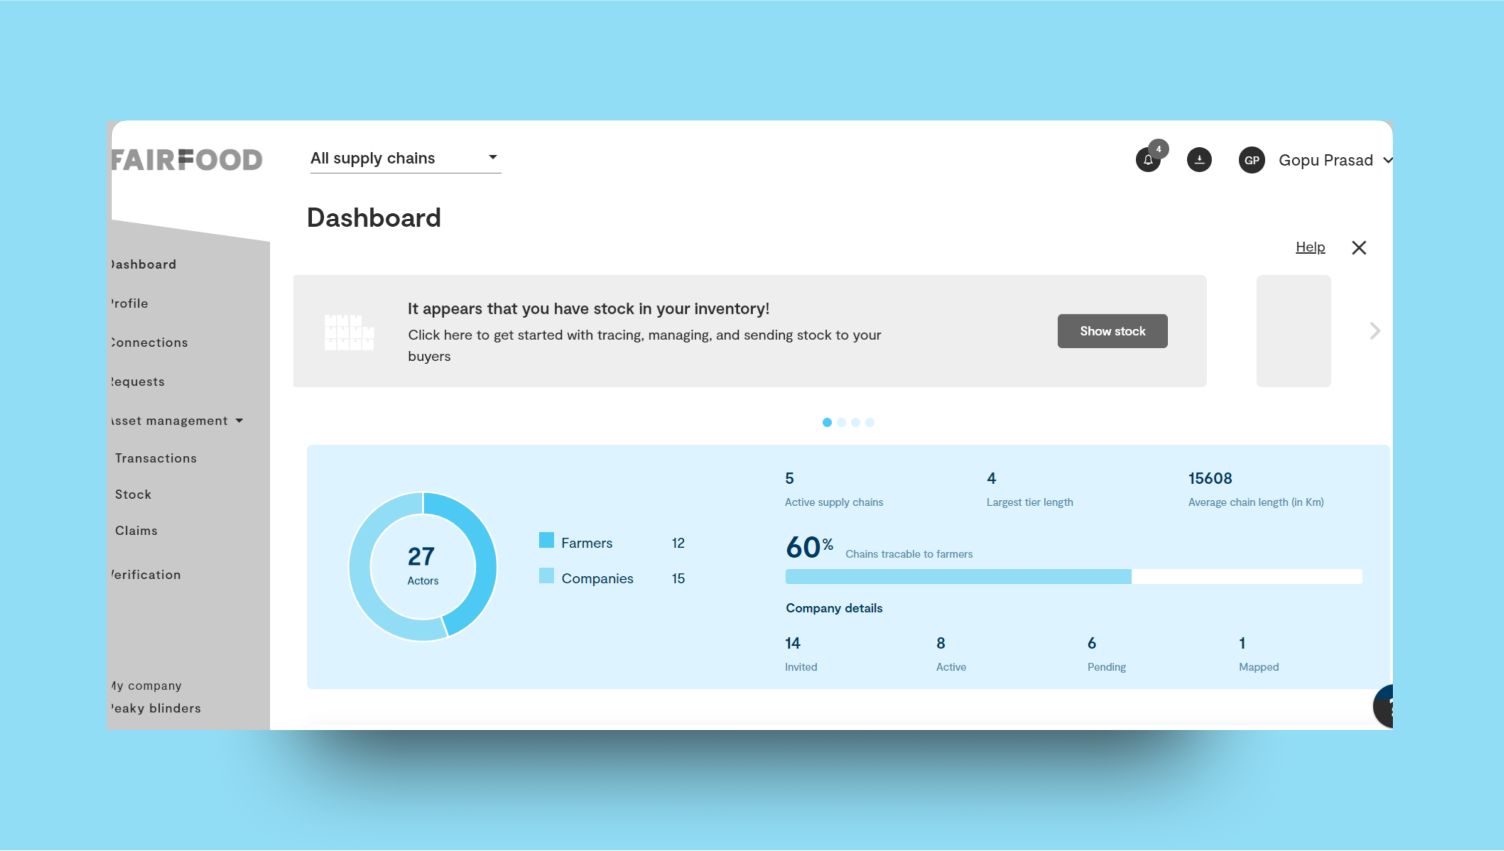 FAIRFOOD
All supply chains
4
GP
Gopu Prasad
Dashboard
Help
Dashboard
Profile
Connections
Requests
Asset management
Transactions
Stock
Claims
Verification
My company
Peaky blinders
It appears that you have stock in your inventory!
Click here to get started with tracing, managing, and sending stock to your
buyers
Show stock
27
Actors
Farmers 12
Companies 15
5
Active supply chains
4
Largest tier length
15608
Average chain length (in Km)
60% Chains tracable to farmers
Company details
14
Invited
8
Active
6
Pending
1
Mapped
?